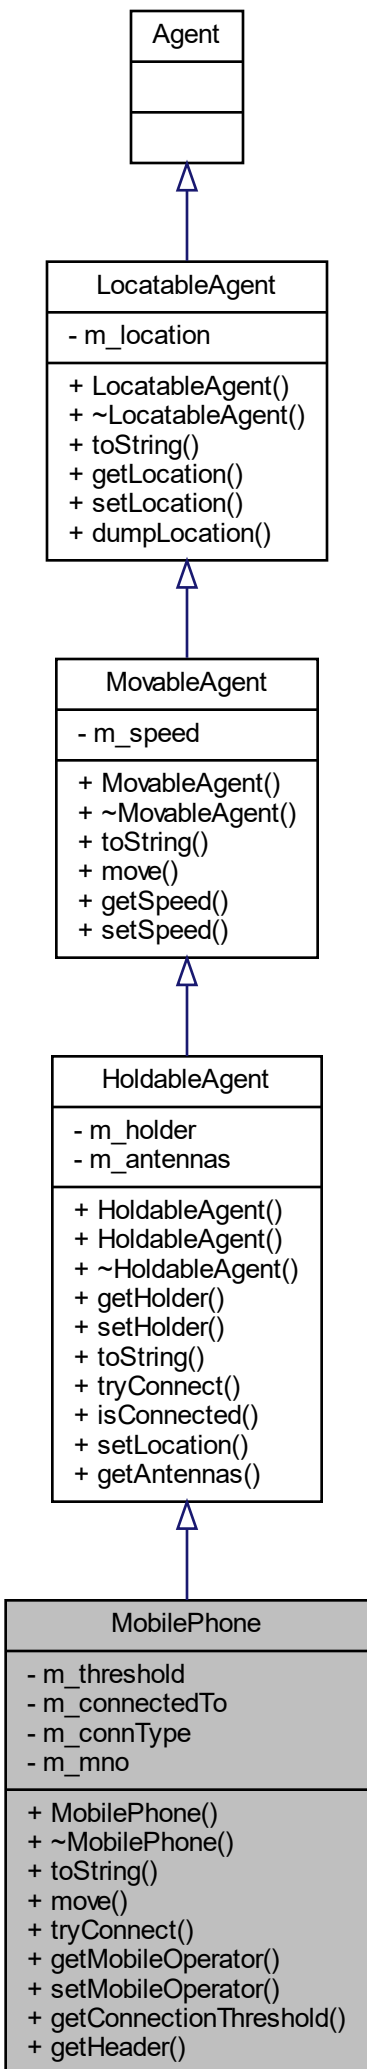 Agent
LocatableAgent
- m_location
+ LocatableAgent()
+ ~LocatableAgent()
+ toString()
+ getLocation()
+ setLocation()
+ dumpLocation()
MovableAgent
- m_speed
+ MovableAgent()
+ ~MovableAgent()
+ toString()
+ move()
+ getSpeed()
+ setSpeed()
HoldableAgent
- m_holder
- m_antennas
+ HoldableAgent()
+ HoldableAgent()
+ ~HoldableAgent()
+ getHolder()
+ setHolder()
+ toString()
+ tryConnect()
+ isConnected()
+ setLocation()
+ getAntennas()
MobilePhone
- m_threshold
- m_connectedTo
- m_connType
- m_mno
+ MobilePhone()
+ ~MobilePhone()
+ toString()
+ move()
+ tryConnect()
+ getMobileOperator()
+ setMobileOperator()
+ getConnectionThreshold()
+ getHeader()